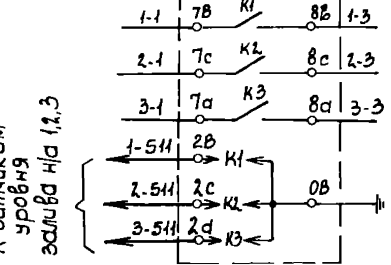 1-1 7в К1 8в 1-3
2-1 7с К2 8с 2-3
3-1 7а К3 8а 3-3
1-511 2в К1
2-511 2с К2 0в
3-511 2а К3
уровня
залива н/а 1,2,3